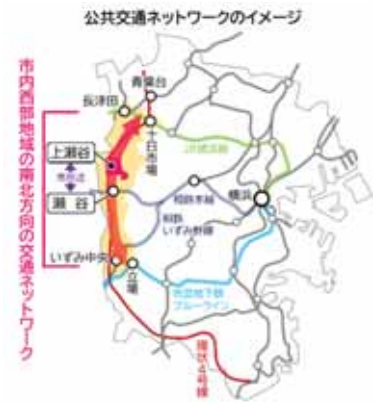 公共交通ネットワークのイメージ
市内西部地域の南北方向の交通ネットワーク
青葉台
長津田
十日市場
上瀬谷
JR横浜線
瀬谷
相鉄本線
横浜
相鉄
いずみ野線
いずみ中央
立場
市営地下鉄
ブルーライン
環状4号線